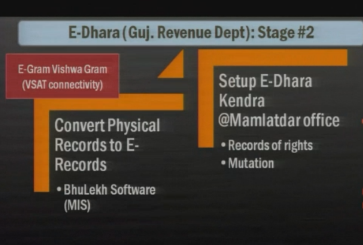 E-Dhara (Guj. Revenue Dept): Stage #2
E-Gram Vishwa Gram
(VSAT connectivity)
Convert Physical
Records to E-
Records
• BhuLekh Software
(MIS)
Setup E-Dhara
Kendra
@Mamlatdar office
• Records of rights
• Mutation